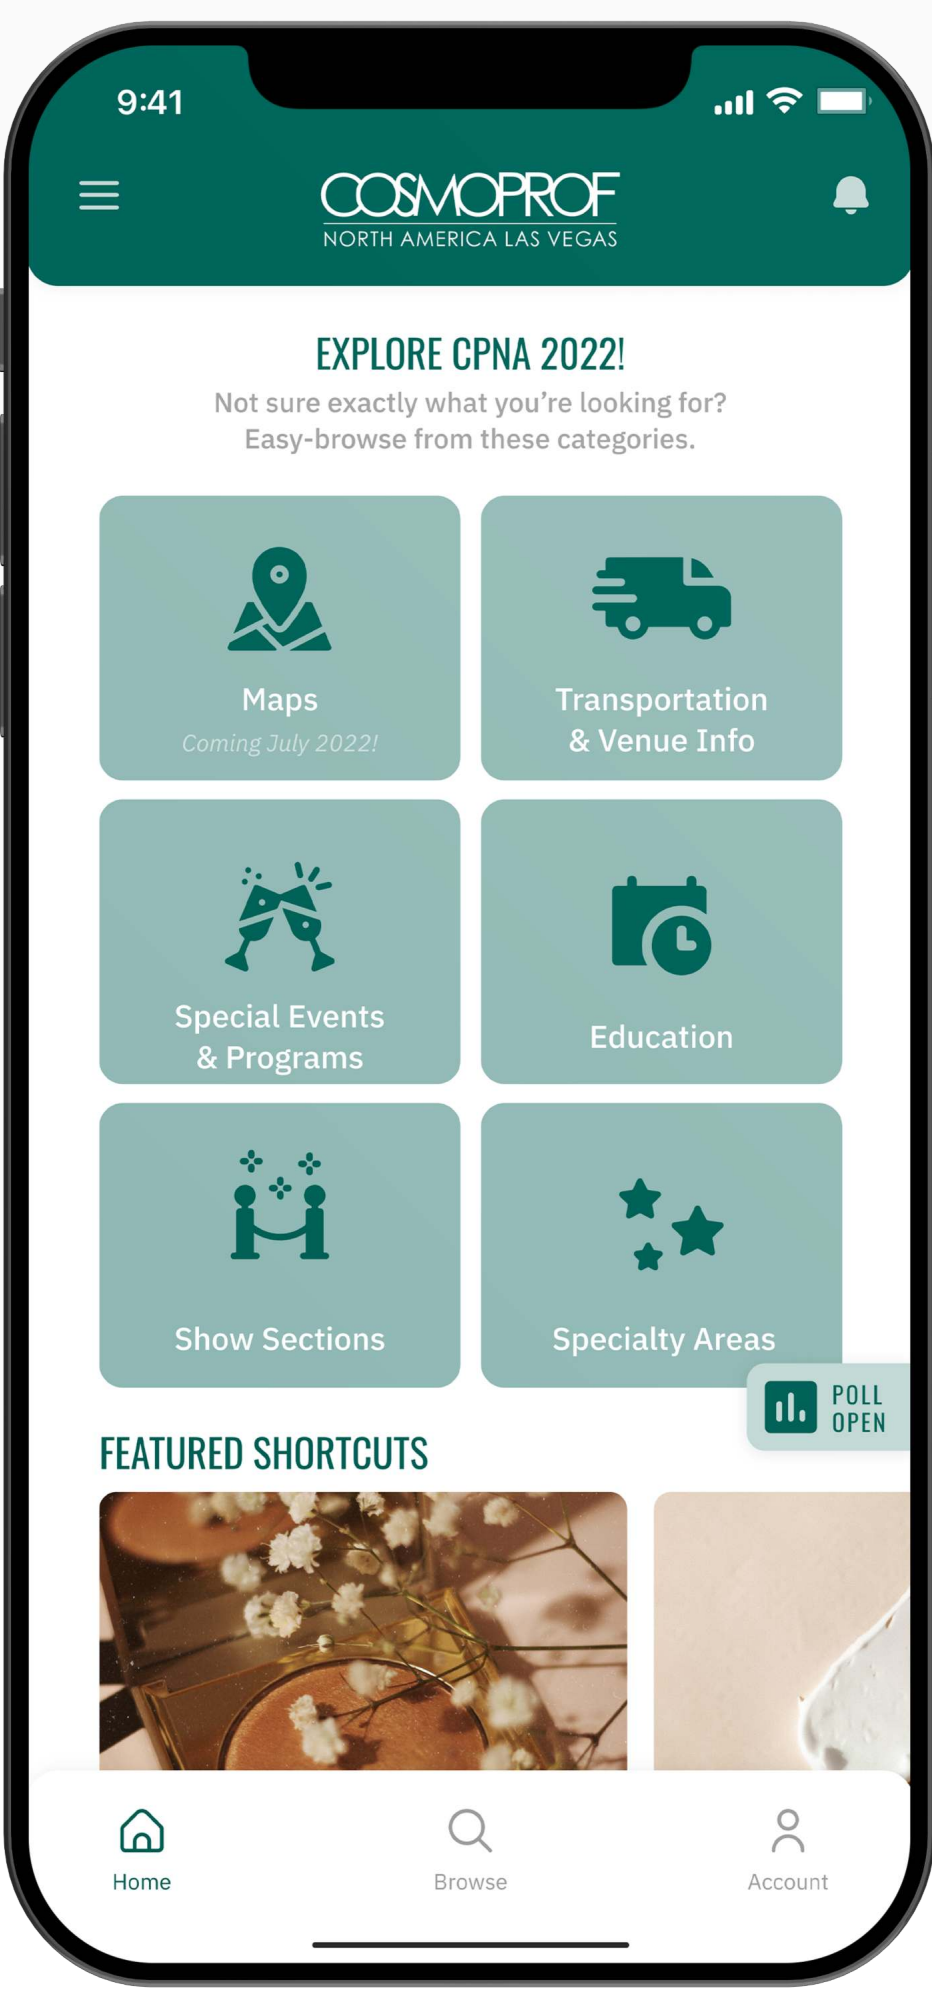 9:41
COSMOPROF
NORTH AMERICA LAS VEGAS
EXPLORE CPNA 2022!
Not sure exactly what you're looking for?
Easy-browse from these categories.
Maps
Coming July 2022!
Transportation
& Venue Info
Special Events
& Programs
Education
Show Sections
Specialty Areas
POLL
OPEN
FEATURED SHORTCUTS
Home
Browse
Account